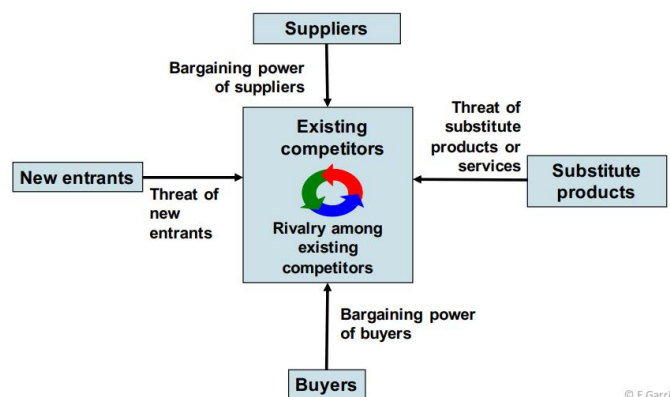 Suppliers
Bargaining power
of suppliers
Existing
competitors
Threat of
substitute
products or
services
New entrants
Threat of
new
entrants
Substitute
products
Rivalry among
existing
competitors
Bargaining power
of buyers
Buyers